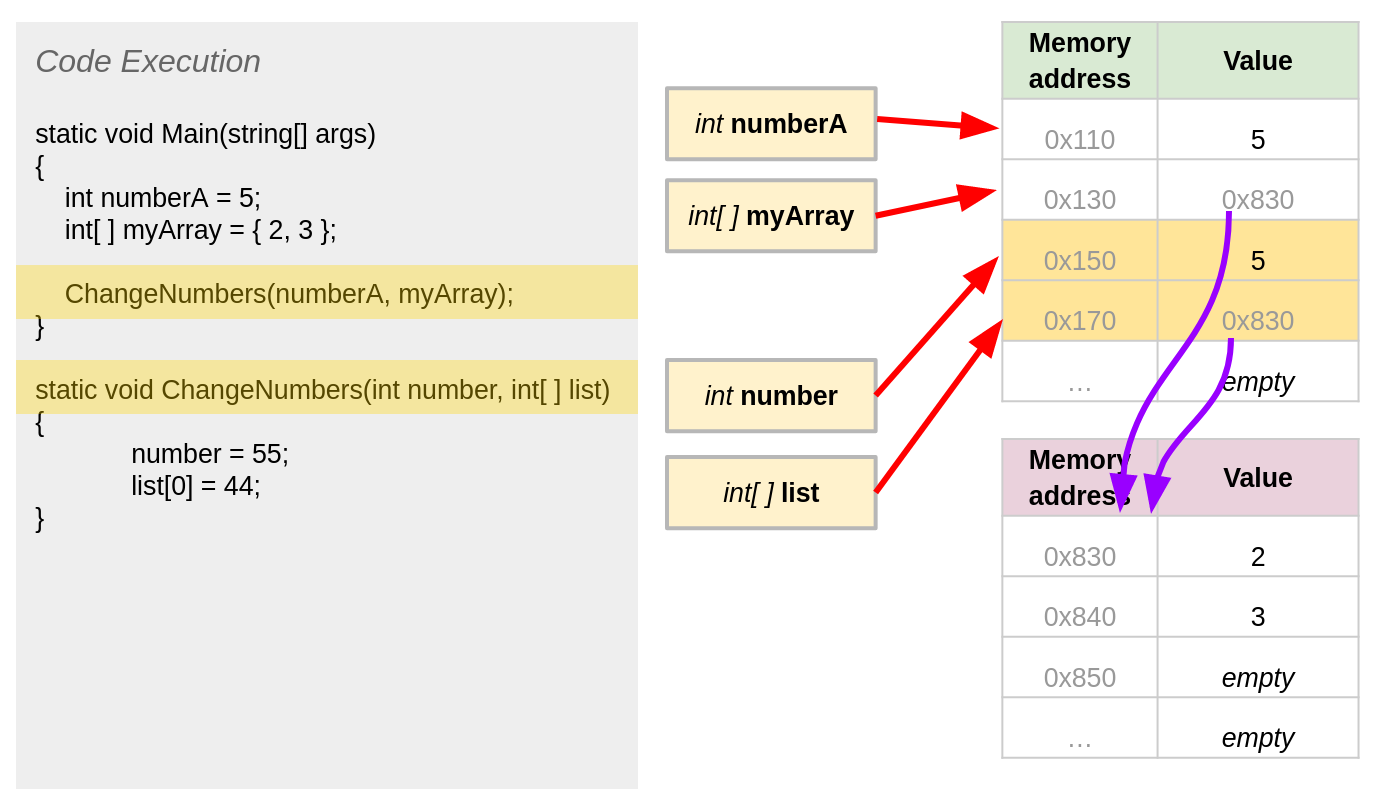 Code Execution
static void Main(string[] args)
{
int numberA = 5;
int[ ] myArray = { 2, 3 };
ChangeNumbers(numberA, myArray);
}
static void ChangeNumbers(int number, int[ ] list)
{
number = 55;
list[0] = 44;
}
int numberA
int[ ] myArray
int number
int[ ] list
Memory address Value
0x110 5
0x130 0x830
0x150 5
0x170 0x830
... empty
Memory address Value
0x830 2
0x840 3
0x850 empty
... empty